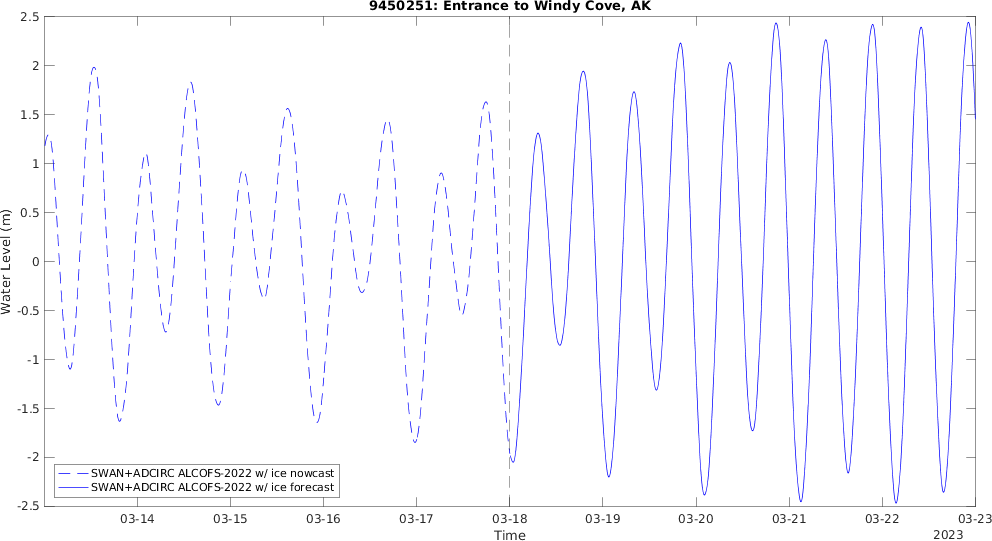 9450251: Entrance to Windy Cove, AK
2.5
2
1.5
1
0.5
0
-0.5
-1
-1.5
-2
-2.5
Water Level (m)
SWAN+ADCIRC ALCOFS-2022 w/ ice nowcast
SWAN+ADCIRC ALCOFS-2022 w/ ice forecast
03-14 03-15 03-16 03-17 03-18 03-19 03-20 03-21 03-22 03-23
Time
2023